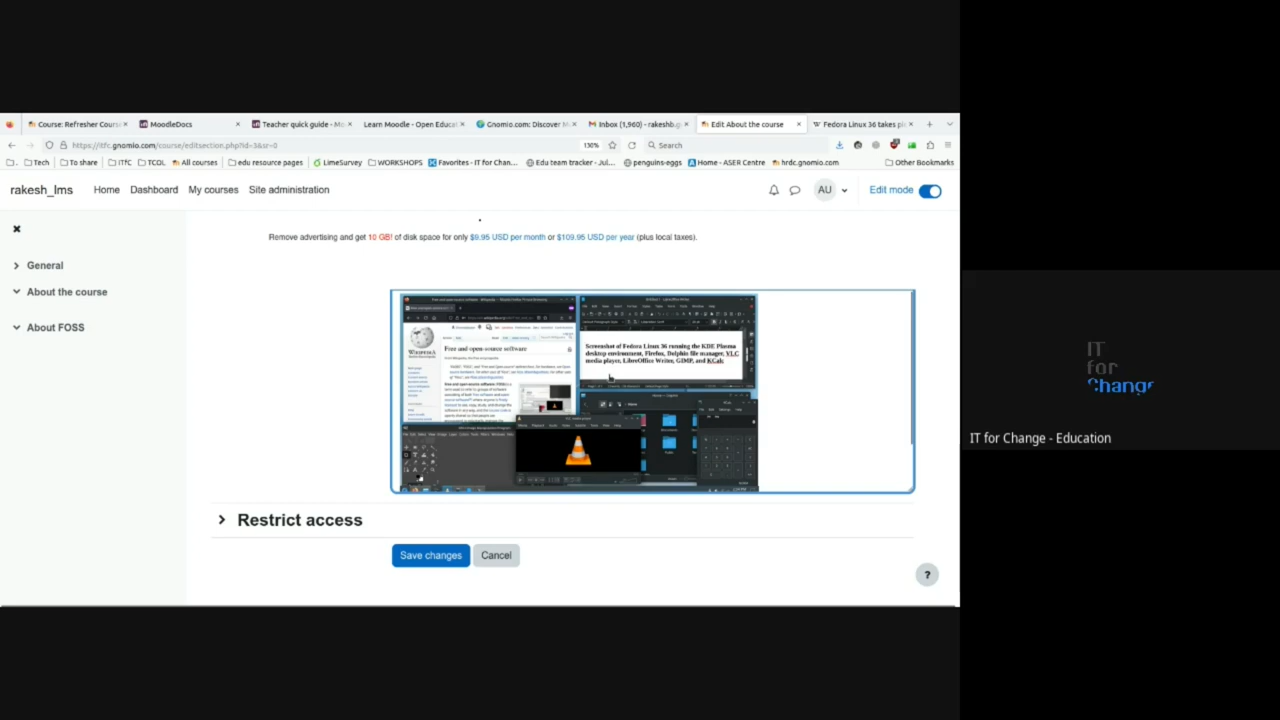 Course: Refresher Cours
MoodleDocs
Teacher quick guide - Mo
Learn Moodle - Open Educat
Gnomio.com: Discover M
Inbox (1,960) - rakeshb.g
Edit About the course
Fedora Linux 36 takes pi
https://itfc.gnomio.com/course/editsection.php?id=3&sr=0
130%
Search
Tech
To share
ITfC
TCOL
All courses
edu resource pages
LimeSurvey
WORKSHOPS
Favorites - IT for Chan...
Edu team tracker - Jul...
penguins-eggs
Home - ASER Centre
hrdc.gnomio.com
Other Bookmarks
rakesh_lms
Home
Dashboard
My courses
Site administration
AU
Edit mode
Remove advertising and get 10 GB! of disk space for only $9.95 USD per month or $109.95 USD per year (plus local taxes).
General
About the course
About FOSS
WIKIPEDIA
Free and open-source software
Screenshot of Fedora Linux 36 running the KDE Plasma
desktop environment, Firefox, Dolphin file manager, VLC
media player, LibreOffice Writer, GIMP, and KCalc
Restrict access
Save changes
Cancel
?
IT
for
Change
IT for Change - Education